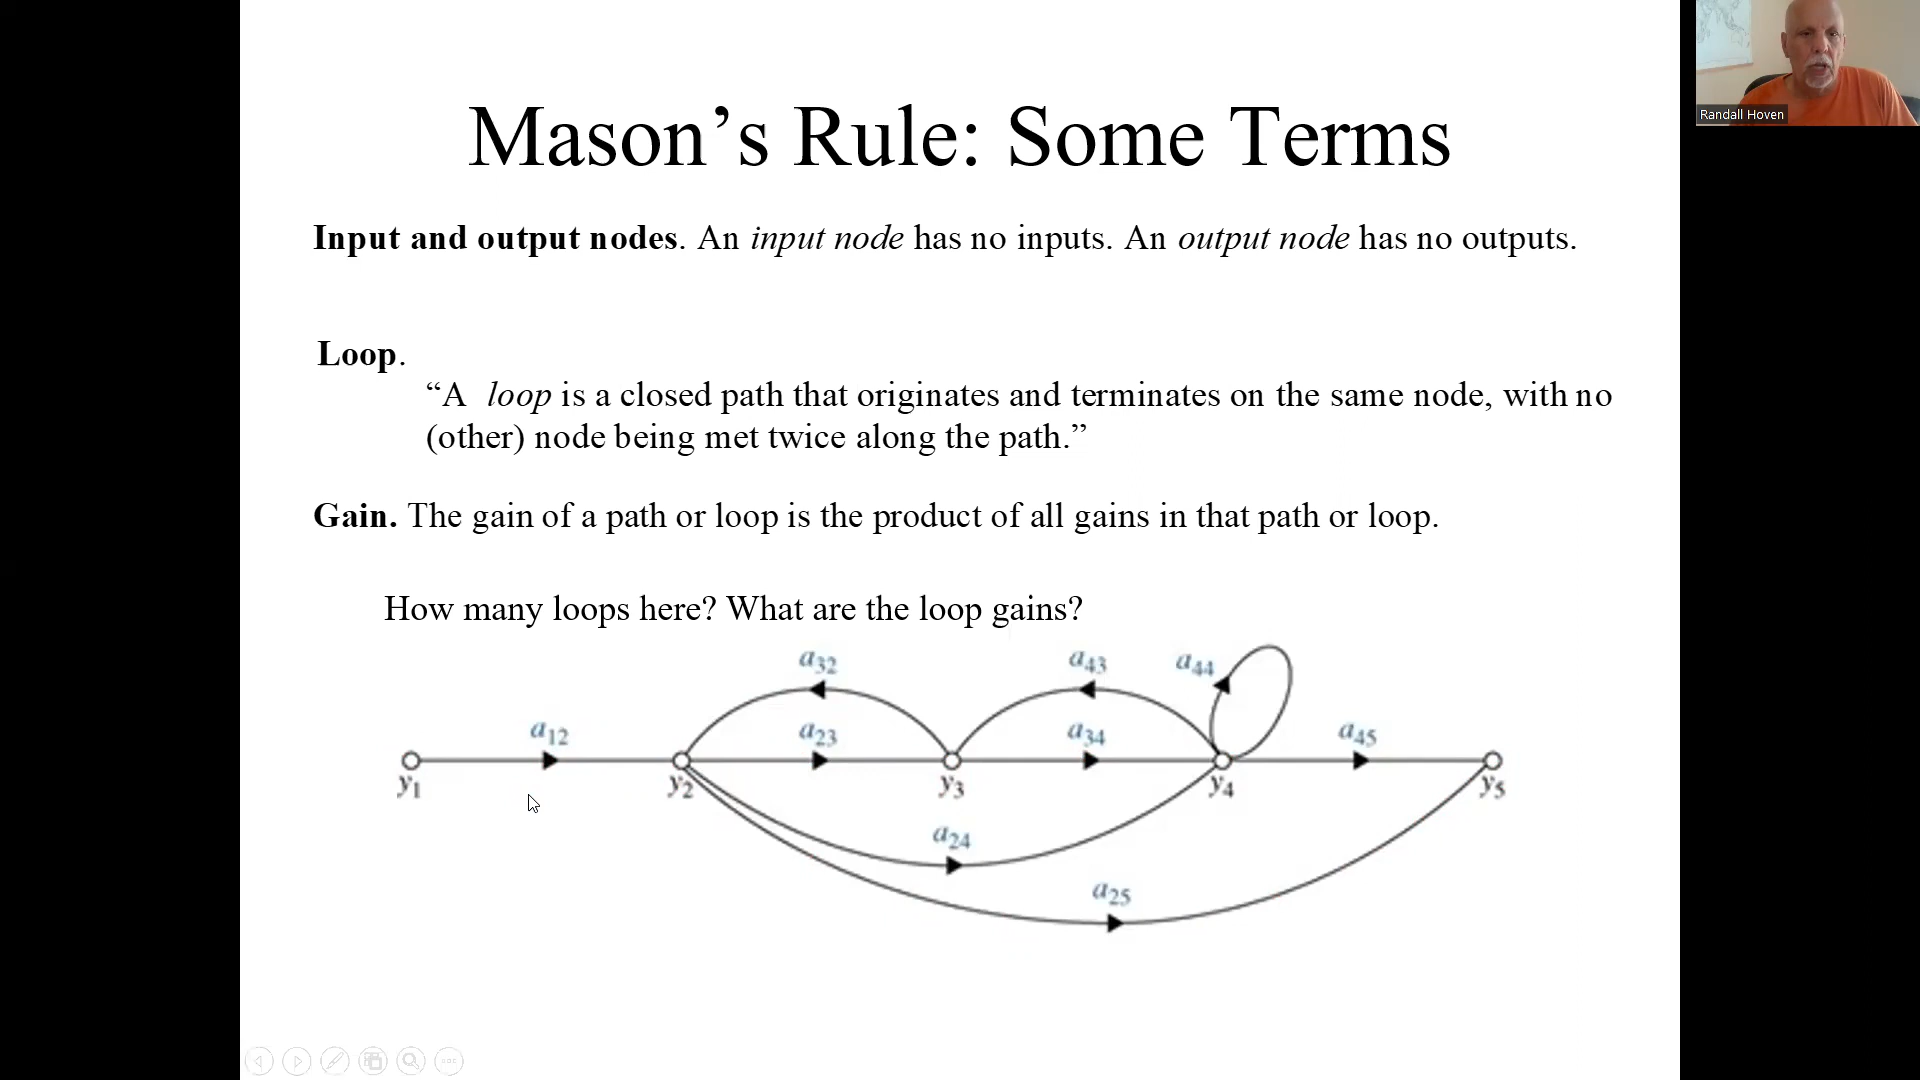 Mason’s Rule: Some Terms
Randall Hoven
Input and output nodes. An input node has no inputs. An output node has no outputs.
Loop.
“A loop is a closed path that originates and terminates on the same node, with no
(other) node being met twice along the path.”
Gain. The gain of a path or loop is the product of all gains in that path or loop.
How many loops here? What are the loop gains?
a32 a43 a44
a12 a23 a34 a45
y1 y2 y3 y4 y5
a24
a25